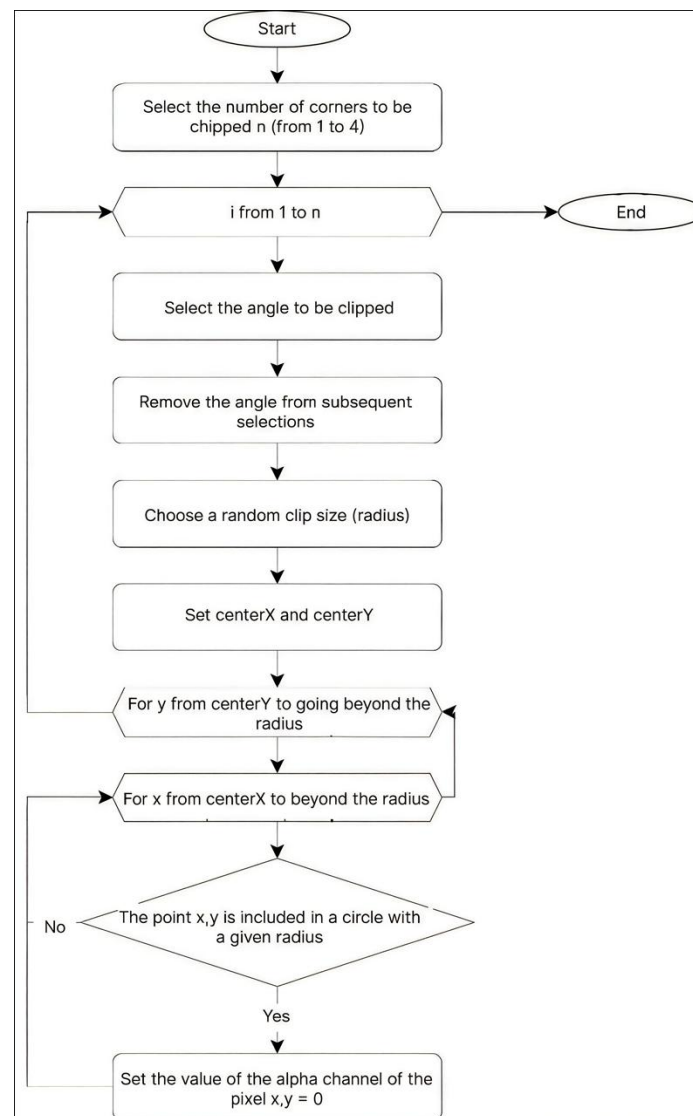 Start
Select the number of corners to be
chipped n (from 1 to 4)
i from 1 to n
End
Select the angle to be clipped
Remove the angle from subsequent
selections
Choose a random clip size (radius)
Set centerX and centerY
For y from centerY to going beyond the
radius
For x from centerX to beyond the radius
The point x,y is included in a circle with
a given radius
No
Yes
Set the value of the alpha channel of the
pixel x,y = 0